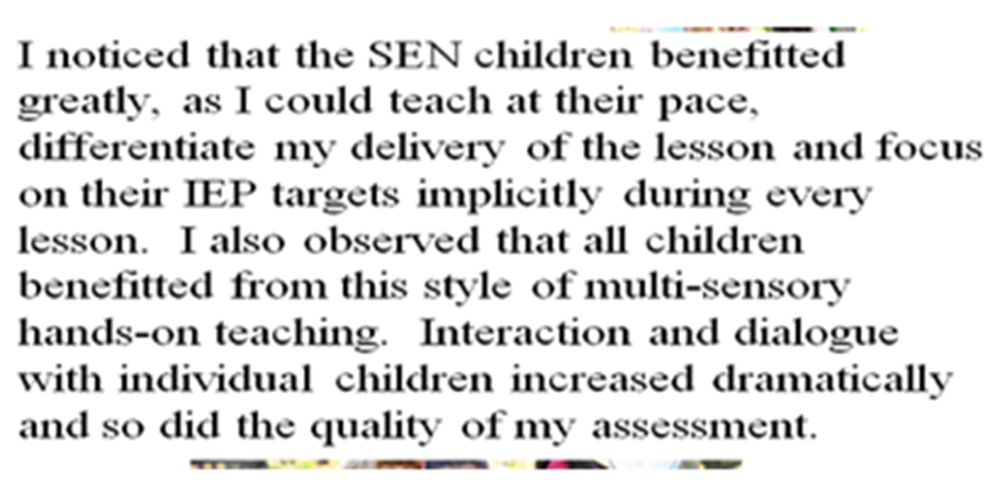 I noticed that the SEN children benefitted
greatly, as I could teach at their pace,
differentiate my delivery of the lesson and focus
on their IEP targets implicitly during every
lesson. I also observed that all children
benefitted from this style of multi-sensory
hands-on teaching. Interaction and dialogue
with individual children increased dramatically
and so did the quality of my assessment.